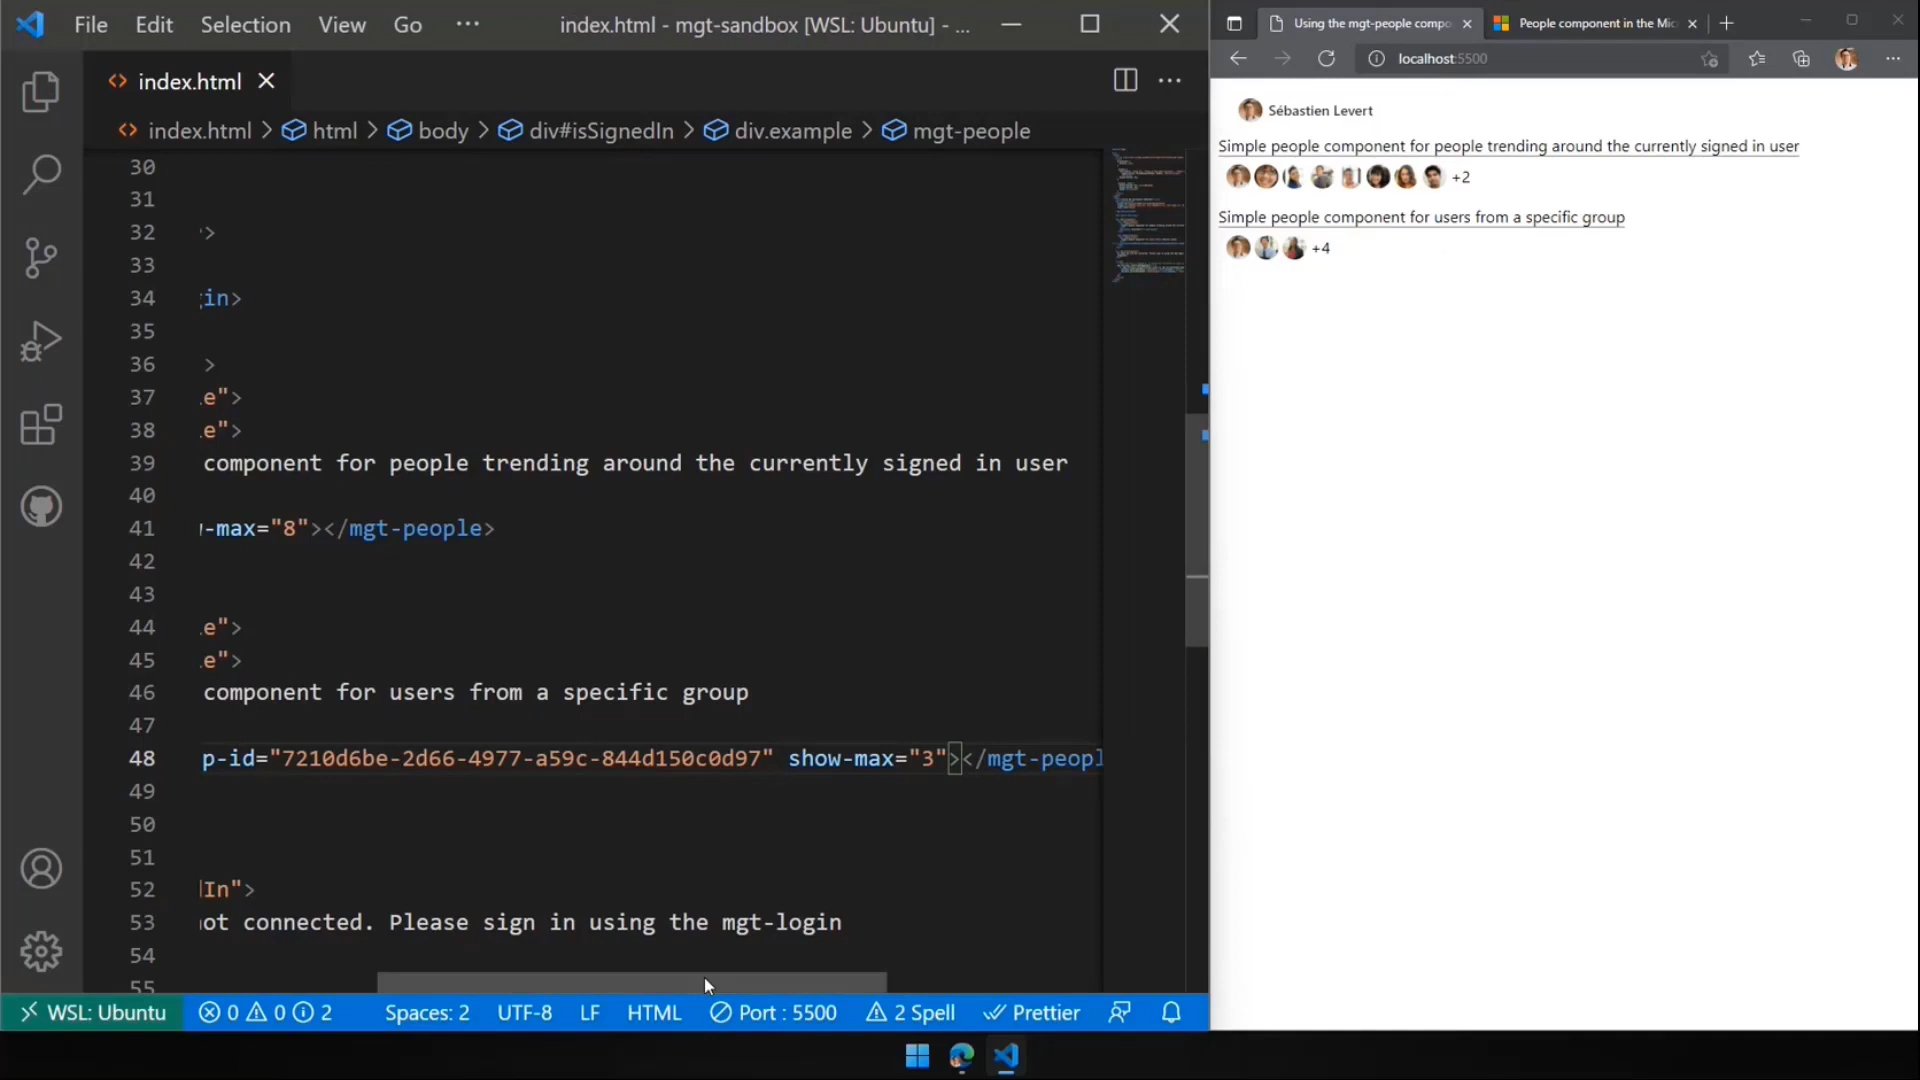 File Edit Selection View Go ··· index.html - mgt-sandbox [WSL: Ubuntu] - ...
index.html
index.html > html > body > div#isSignedIn > div.example > mgt-people
30
31
32 >
33
34 in>
35
36 >
37 e">
38 e">
39 component for people trending around the currently signed in user
40
41 -max="8"></mgt-people>
42
43
44 e">
45 e">
46 component for users from a specific group
47
48 p-id="7210d6be-2d66-4977-a59c-844d150c0d97" show-max="3"></mgt-peopl
49
50
51
52 In">
53 ot connected. Please sign in using the mgt-login
54
55
WSL: Ubuntu 0 0 2 Spaces: 2 UTF-8 LF HTML Port : 5500 2 Spell Prettier
Using the mgt-people compo People component in the Mic
localhost:5500
Sébastien Levert
Simple people component for people trending around the currently signed in user
+2
Simple people component for users from a specific group
+4